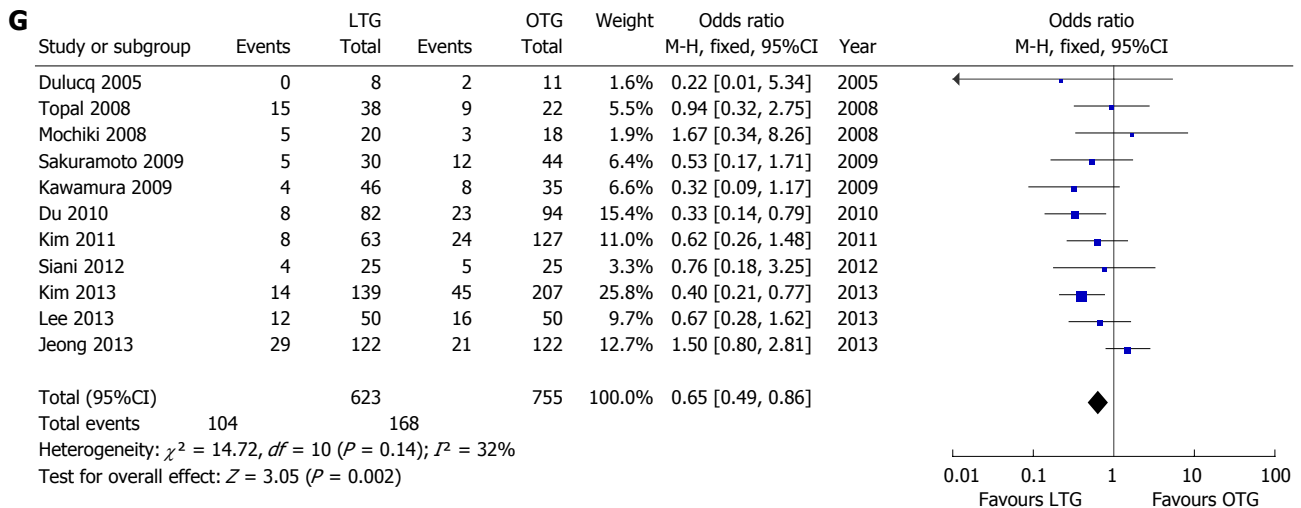 G
LTG OTG Weight Odds ratio Odds ratio
Study or subgroup Events Total Events Total M-H, fixed, 95%CI Year M-H, fixed, 95%CI
Dulucq 2005 0 8 2 11 1.6% 0.22 [0.01, 5.34] 2005
Topal 2008 15 38 9 22 5.5% 0.94 [0.32, 2.75] 2008
Mochiki 2008 5 20 3 18 1.9% 1.67 [0.34, 8.26] 2008
Sakuramoto 2009 5 30 12 44 6.4% 0.53 [0.17, 1.71] 2009
Kawamura 2009 4 46 8 35 6.6% 0.32 [0.09, 1.17] 2009
Du 2010 8 82 23 94 15.4% 0.33 [0.14, 0.79] 2010
Kim 2011 8 63 24 127 11.0% 0.62 [0.26, 1.48] 2011
Siani 2012 4 25 5 25 3.3% 0.76 [0.18, 3.25] 2012
Kim 2013 14 139 45 207 25.8% 0.40 [0.21, 0.77] 2013
Lee 2013 12 50 16 50 9.7% 0.67 [0.28, 1.62] 2013
Jeong 2013 29 122 21 122 12.7% 1.50 [0.80, 2.81] 2013
Total (95%CI) 623 755 100.0% 0.65 [0.49, 0.86]
Total events 104 168
Heterogeneity: χ² = 14.72, df = 10 (P = 0.14); I² = 32%
Test for overall effect: Z = 3.05 (P = 0.002)
0.01 0.1 1 10 100
Favours LTG Favours OTG